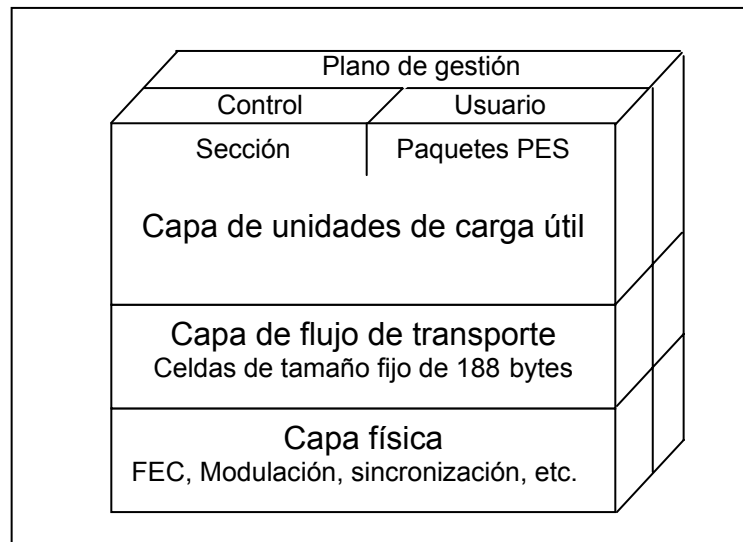 Plano de gestión
Control
Usuario
Sección
Paquetes PES
Capa de unidades de carga útil
Capa de flujo de transporte
Celdas de tamaño fijo de 188 bytes
Capa física
FEC, Modulación, sincronización, etc.